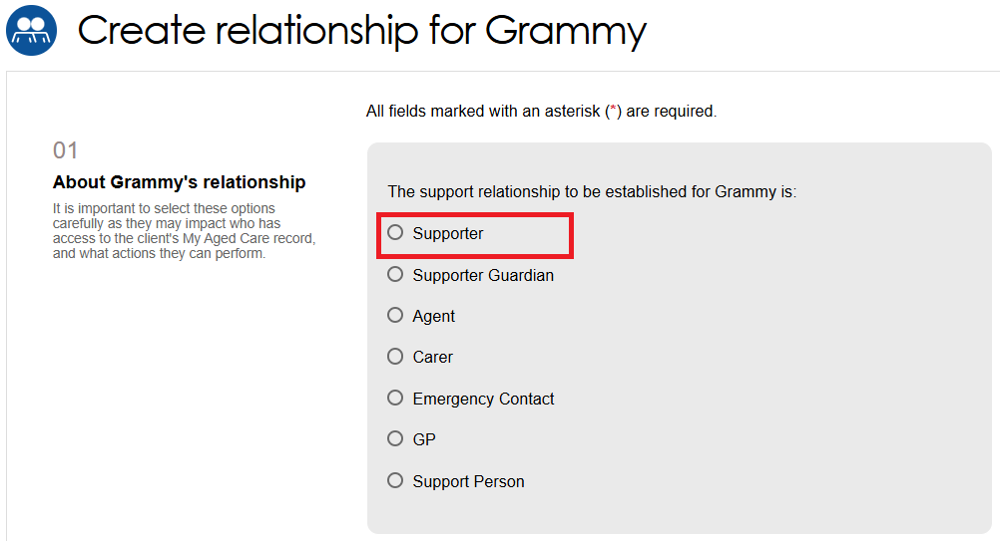 Create relationship for Grammy
All fields marked with an asterisk (*) are required.
01
About Grammy's relationship
It is important to select these options
carefully as they may impact who has
access to the client's My Aged Care record,
and what actions they can perform.
The support relationship to be established for Grammy is:
Supporter
Supporter Guardian
Agent
Carer
Emergency Contact
GP
Support Person